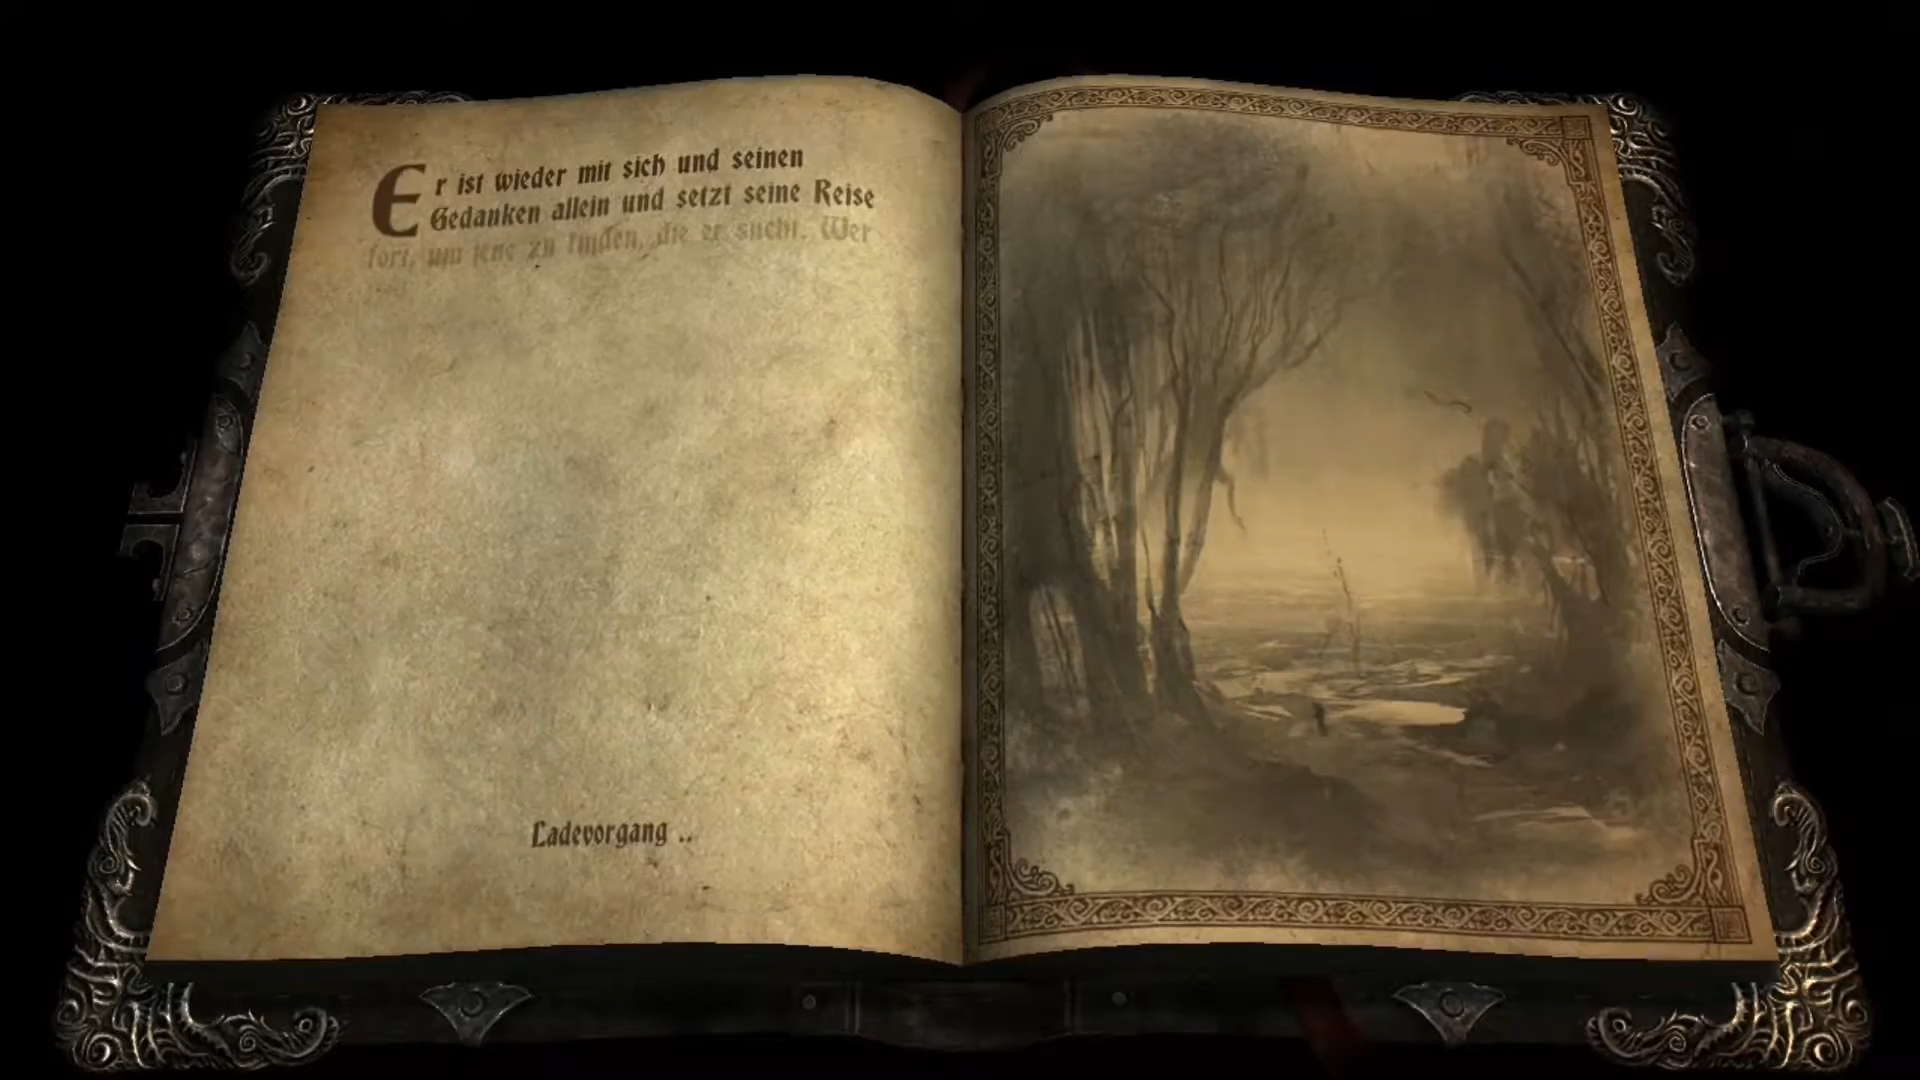 Er ist wieder mit sich und seinen
Gedanken allein und setzt seine Reise
fort, um jene zu finden, die er sucht. Wer
Ladevorgang ..